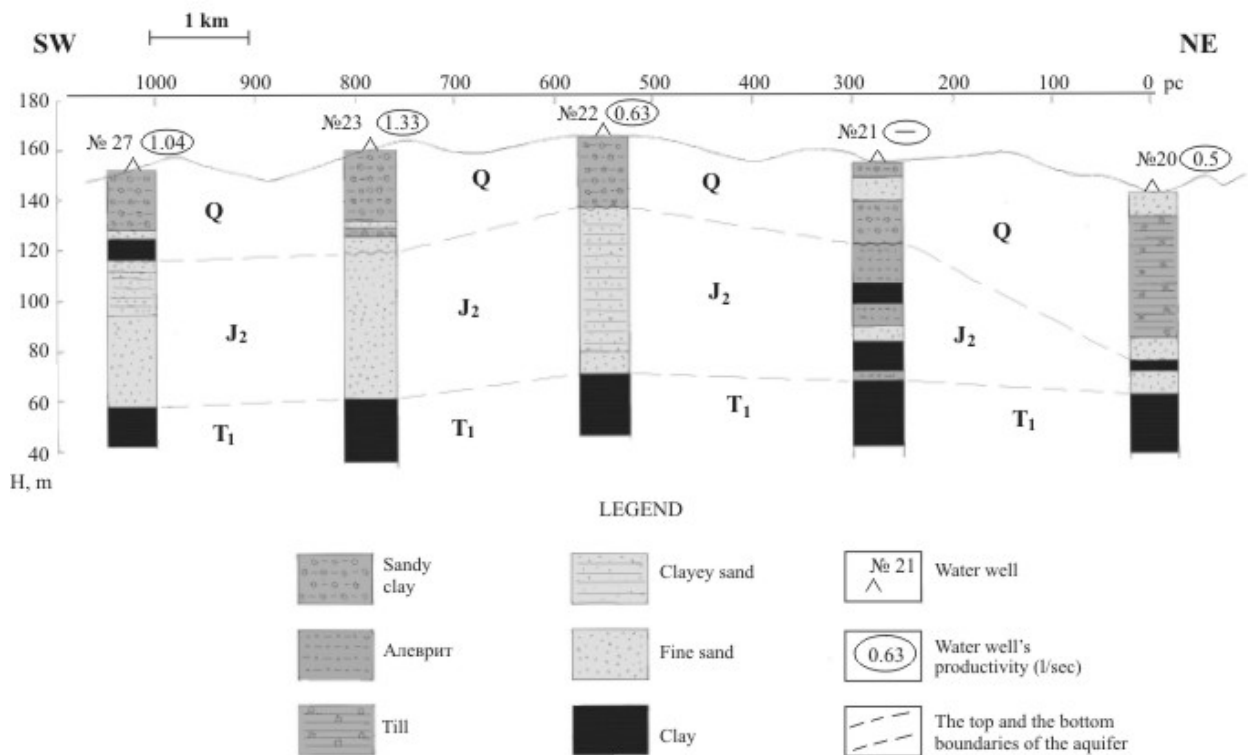 1 km
SW
NE
1000 900 800 700 600 500 400 300 200 100 0 pc
180
160
140
120
100
80
60
40
H, m
№ 27 1.04
№23 1.33
№22 0.63
№21 —
№20 0.5
Q
Q
Q
Q
J2
J2
J2
J2
T1
T1
T1
T1
LEGEND
Sandy
clay
Clayey sand
№ 21
Water well
Алеврит
Fine sand
0.63
Water well's
productivity (l/sec)
Till
Clay
The top and the bottom
boundaries of the aquifer